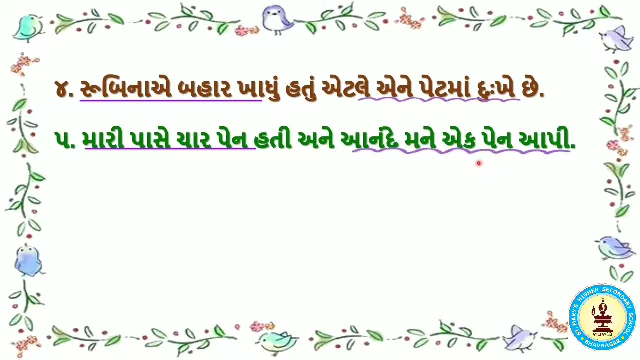 ૪. રૂબિનાએ બહાર ખાધું હતું એટલે એને પેટમાં દુઃખે છે.
૫. મારી પાસે ચાર પેન હતી અને આનંદે મને એક પેન આપી.